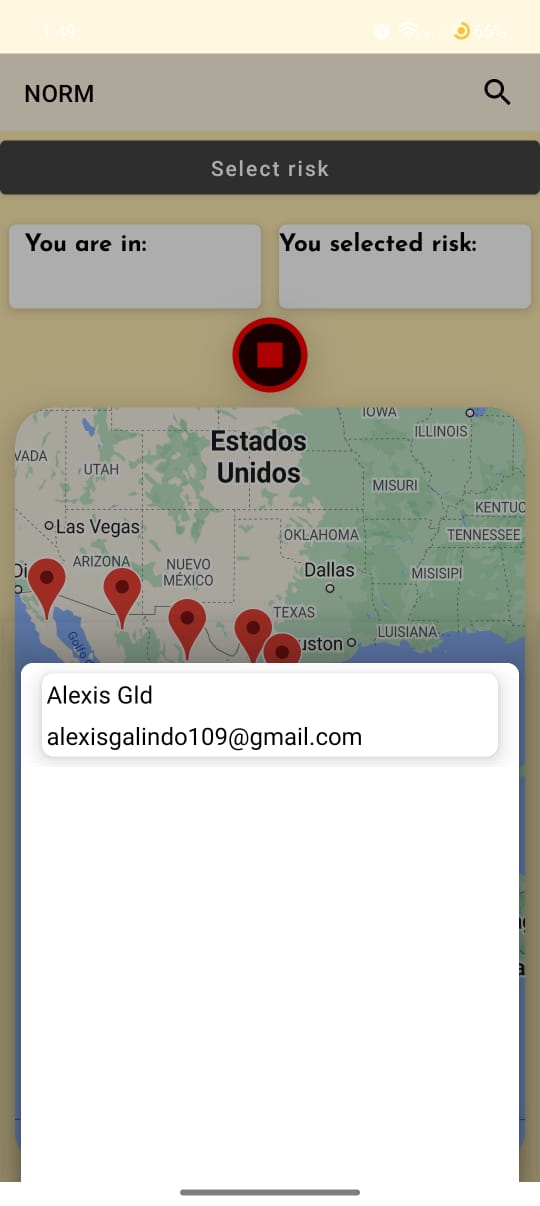 1:49
66%
NORM
Select risk
You are in:
You selected risk:
IOWA
ILLINOIS
Estados
Unidos
VADA
UTAH
MISURI
KENTUC
Las Vegas
OKLAHOMA
TENNESSEE
ARIZONA
NUEVO
MÉXICO
Dallas
MISISIPI
Di
TEXAS
uston
LUISIANA
Golfo
Alexis Gld
alexisgalindo109@gmail.com